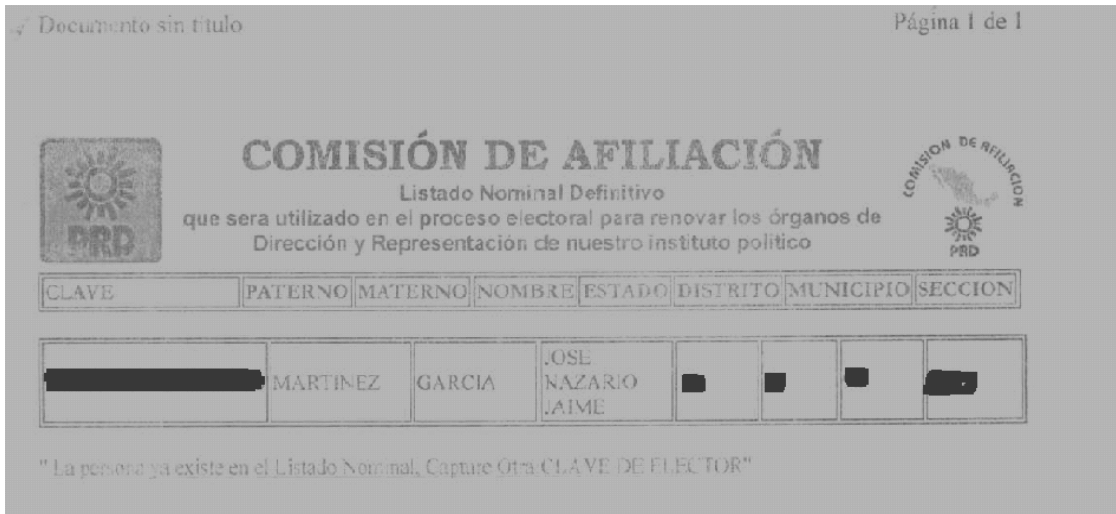 Documento sin titulo
Página 1 de 1
PRD
COMISIÓN DE AFILIACIÓN
Listado Nominal Definitivo
que sera utilizado en el proceso electoral para renovar los órganos de
Dirección y Representación de nuestro instituto politico
COMISION DE AFILIACION
PRD
CLAVE PATERNO MATERNO NOMBRE ESTADO DISTRITO MUNICIPIO SECCION
MARTINEZ GARCIA JOSE
NAZARIO
JAIME
" La persona ya existe en el Listado Nominal, Capture Otra CLAVE DE ELECTOR"